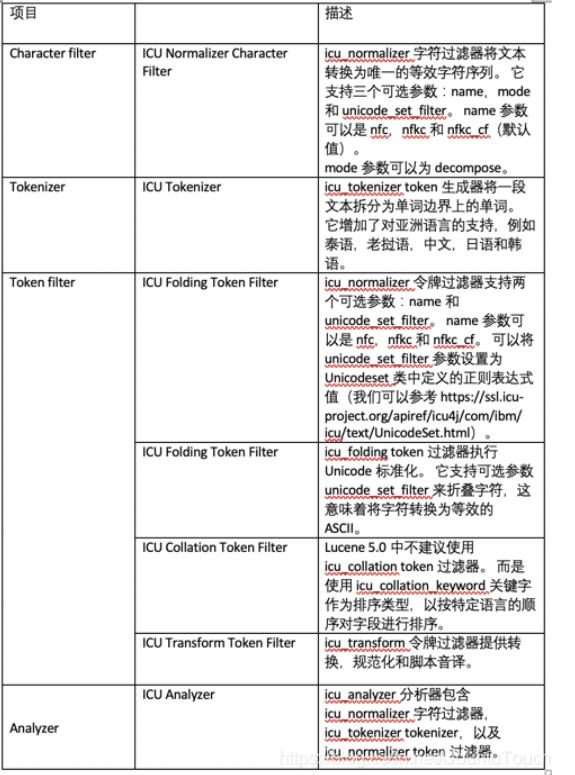 项目 描述
Character filter ICU Normalizer Character
Filter
icu_normalizer 字符过滤器将文本
转换为唯一的等效字符序列。 它
支持三个可选参数：name，mode
和 unicode_set_filter。 name 参数
可以是 nfc，nfkc 和 nfkc_cf（默认
值）。
mode 参数可以为 decompose。
Tokenizer ICU Tokenizer
icu_tokenizer token 生成器将一段
文本拆分为单词边界上的单词。
它增加了对亚洲语言的支持，例如
泰语，老挝语，中文，日语和韩
语。
Token filter ICU Folding Token Filter
icu_normalizer 令牌过滤器支持两
个可选参数：name 和
unicode_set_filter。 name 参数可
以是 nfc，nfkc 和 nfkc_cf。 可以将
unicode_set_filter 参数设置为
Unicodeset 类中定义的正则表达式
值（我们可以参考 https://ssl.icu-
project.org/apiref/icu4j/com/ibm/
icu/text/UnicodeSet.html）。
ICU Folding Token Filter
icu_folding token 过滤器执行
Unicode 标准化。 它支持可选参数
unicode_set_filter 来折叠字符，这
意味着将字符转换为等效的
ASCII。
ICU Collation Token Filter
Lucene 5.0 中不建议使用
icu_collation token 过滤器。 而是
使用 icu_collation_keyword 关键字
作为排序类型，以按特定语言的顺
序对字段进行排序。
ICU Transform Token Filter
icu_transform 令牌过滤器提供转
换，规范化和脚本音译。
Analyzer ICU Analyzer
icu_analyzer 分析器包含
icu_normalizer 字符过滤器，
icu_tokenizer tokenizer，以及
icu_normalizer token 过滤器。